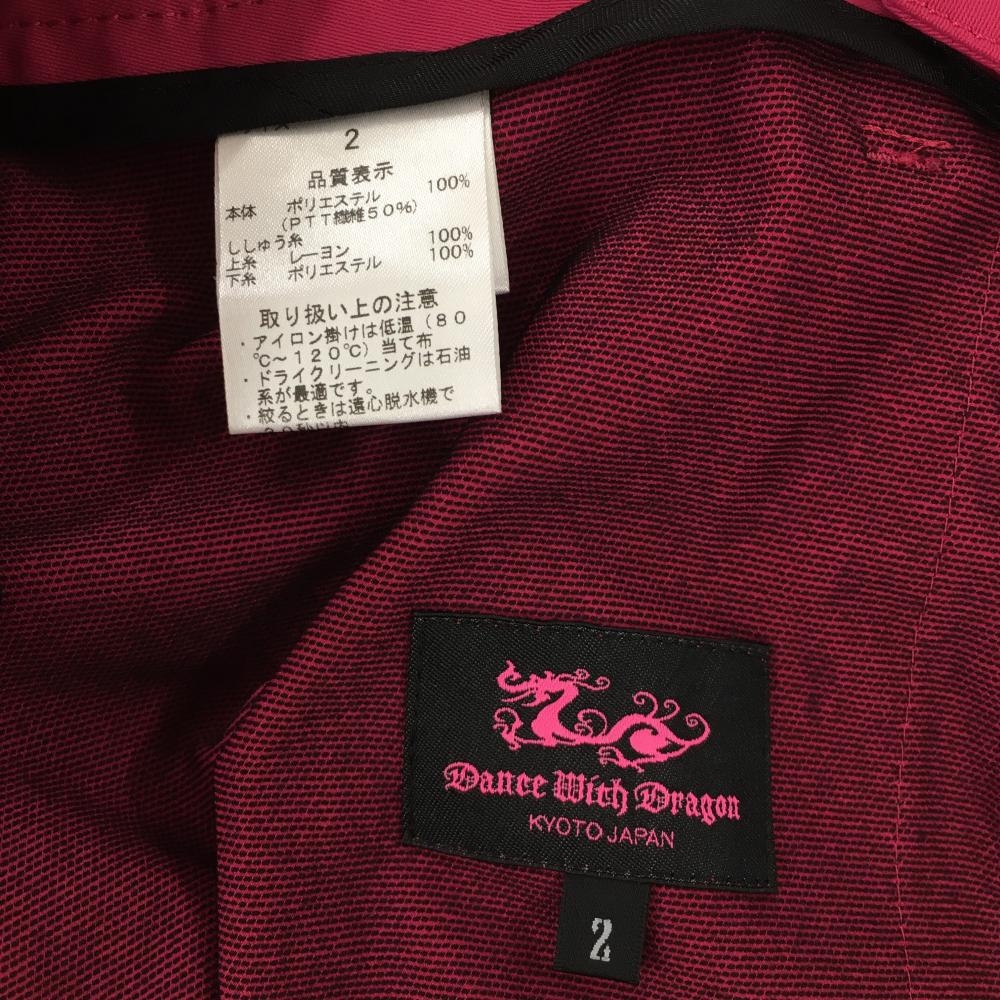 2
品質表示
本体 ポリエステル 100%
(PTT繊維50%)
ししゅう糸
上糸 レーヨン 100%
下糸 ポリエステル 100%
取り扱い上の注意
・アイロン掛けは低温(80
℃~120℃)当て布
・ドライクリーニングは石油
系が最適です。
・絞るときは遠心脱水機で
Dance With Dragon
KYOTO JAPAN
2